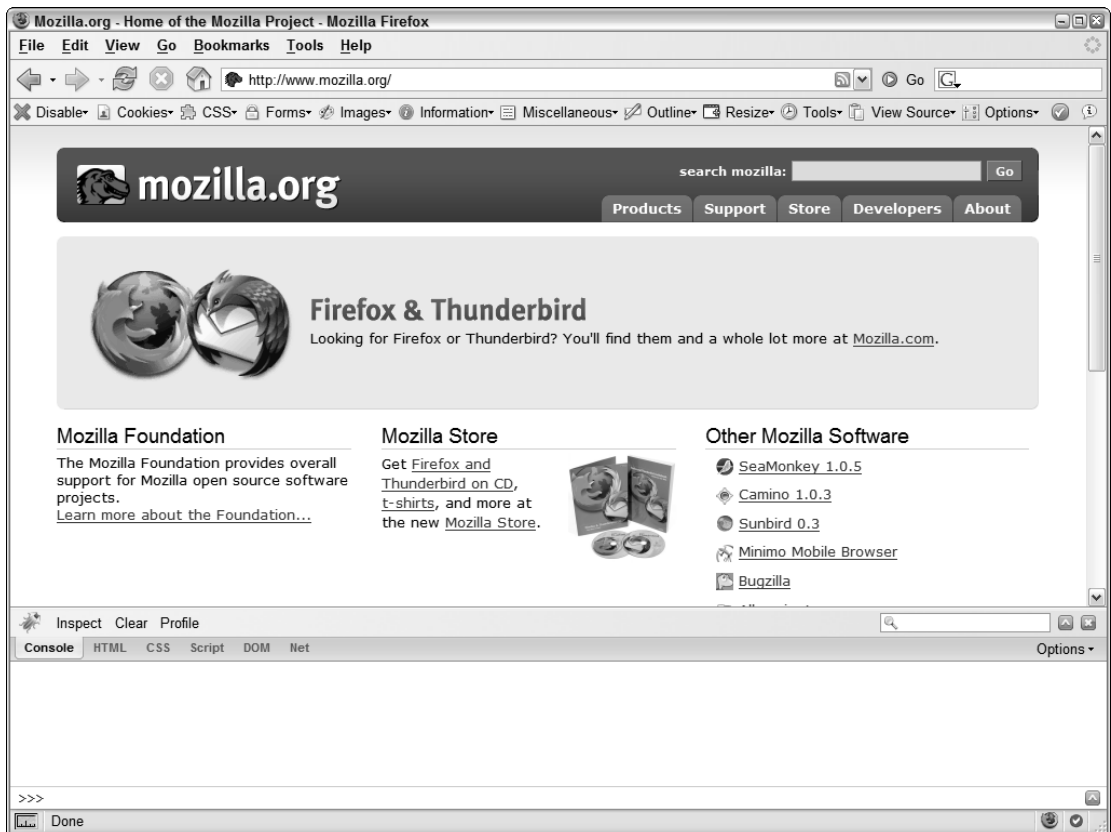 Mozilla.org - Home of the Mozilla Project - Mozilla Firefox
File Edit View Go Bookmarks Tools Help
http://www.mozilla.org/ Go G
Disable Cookies CSS Forms Images Information Miscellaneous Outline Resize Tools View Source Options
mozilla.org
search mozilla: Go
Products Support Store Developers About
Firefox & Thunderbird
Looking for Firefox or Thunderbird? You'll find them and a whole lot more at Mozilla.com.
Mozilla Foundation
The Mozilla Foundation provides overall
support for Mozilla open source software
projects.
Learn more about the Foundation...
Mozilla Store
Get Firefox and
Thunderbird on CD,
t-shirts, and more at
the new Mozilla Store.
Other Mozilla Software
SeaMonkey 1.0.5
Camino 1.0.3
Sunbird 0.3
Minimo Mobile Browser
Bugzilla
Inspect Clear Profile
Console HTML CSS Script DOM Net Options
>>>
Done